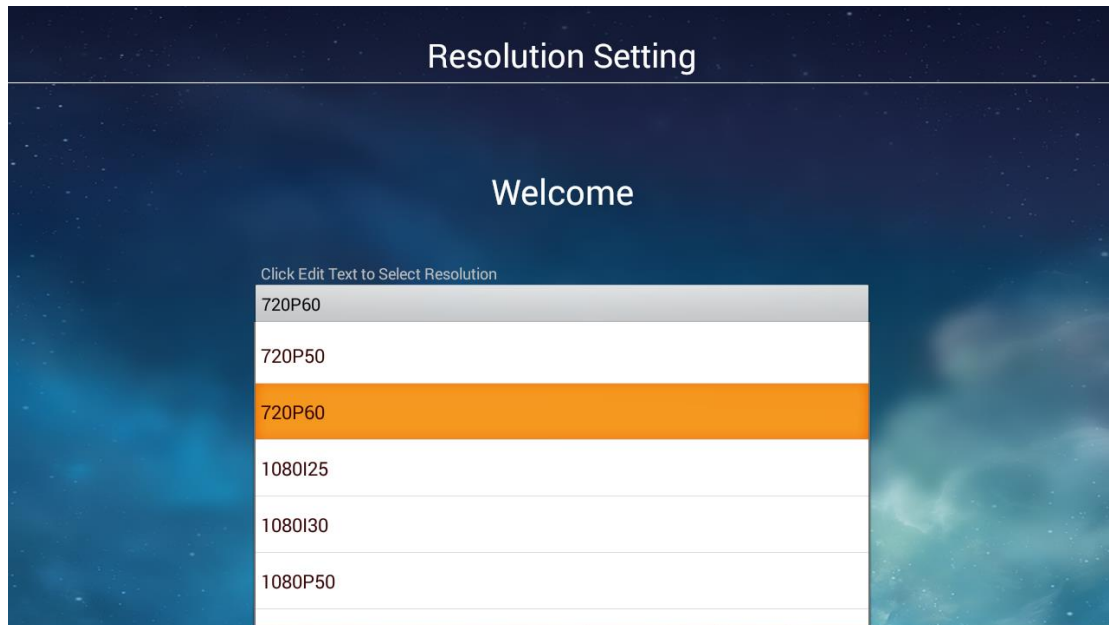 Resolution Setting
Welcome
Click Edit Text to Select Resolution
720P60
720P50
720P60
1080I25
1080I30
1080P50